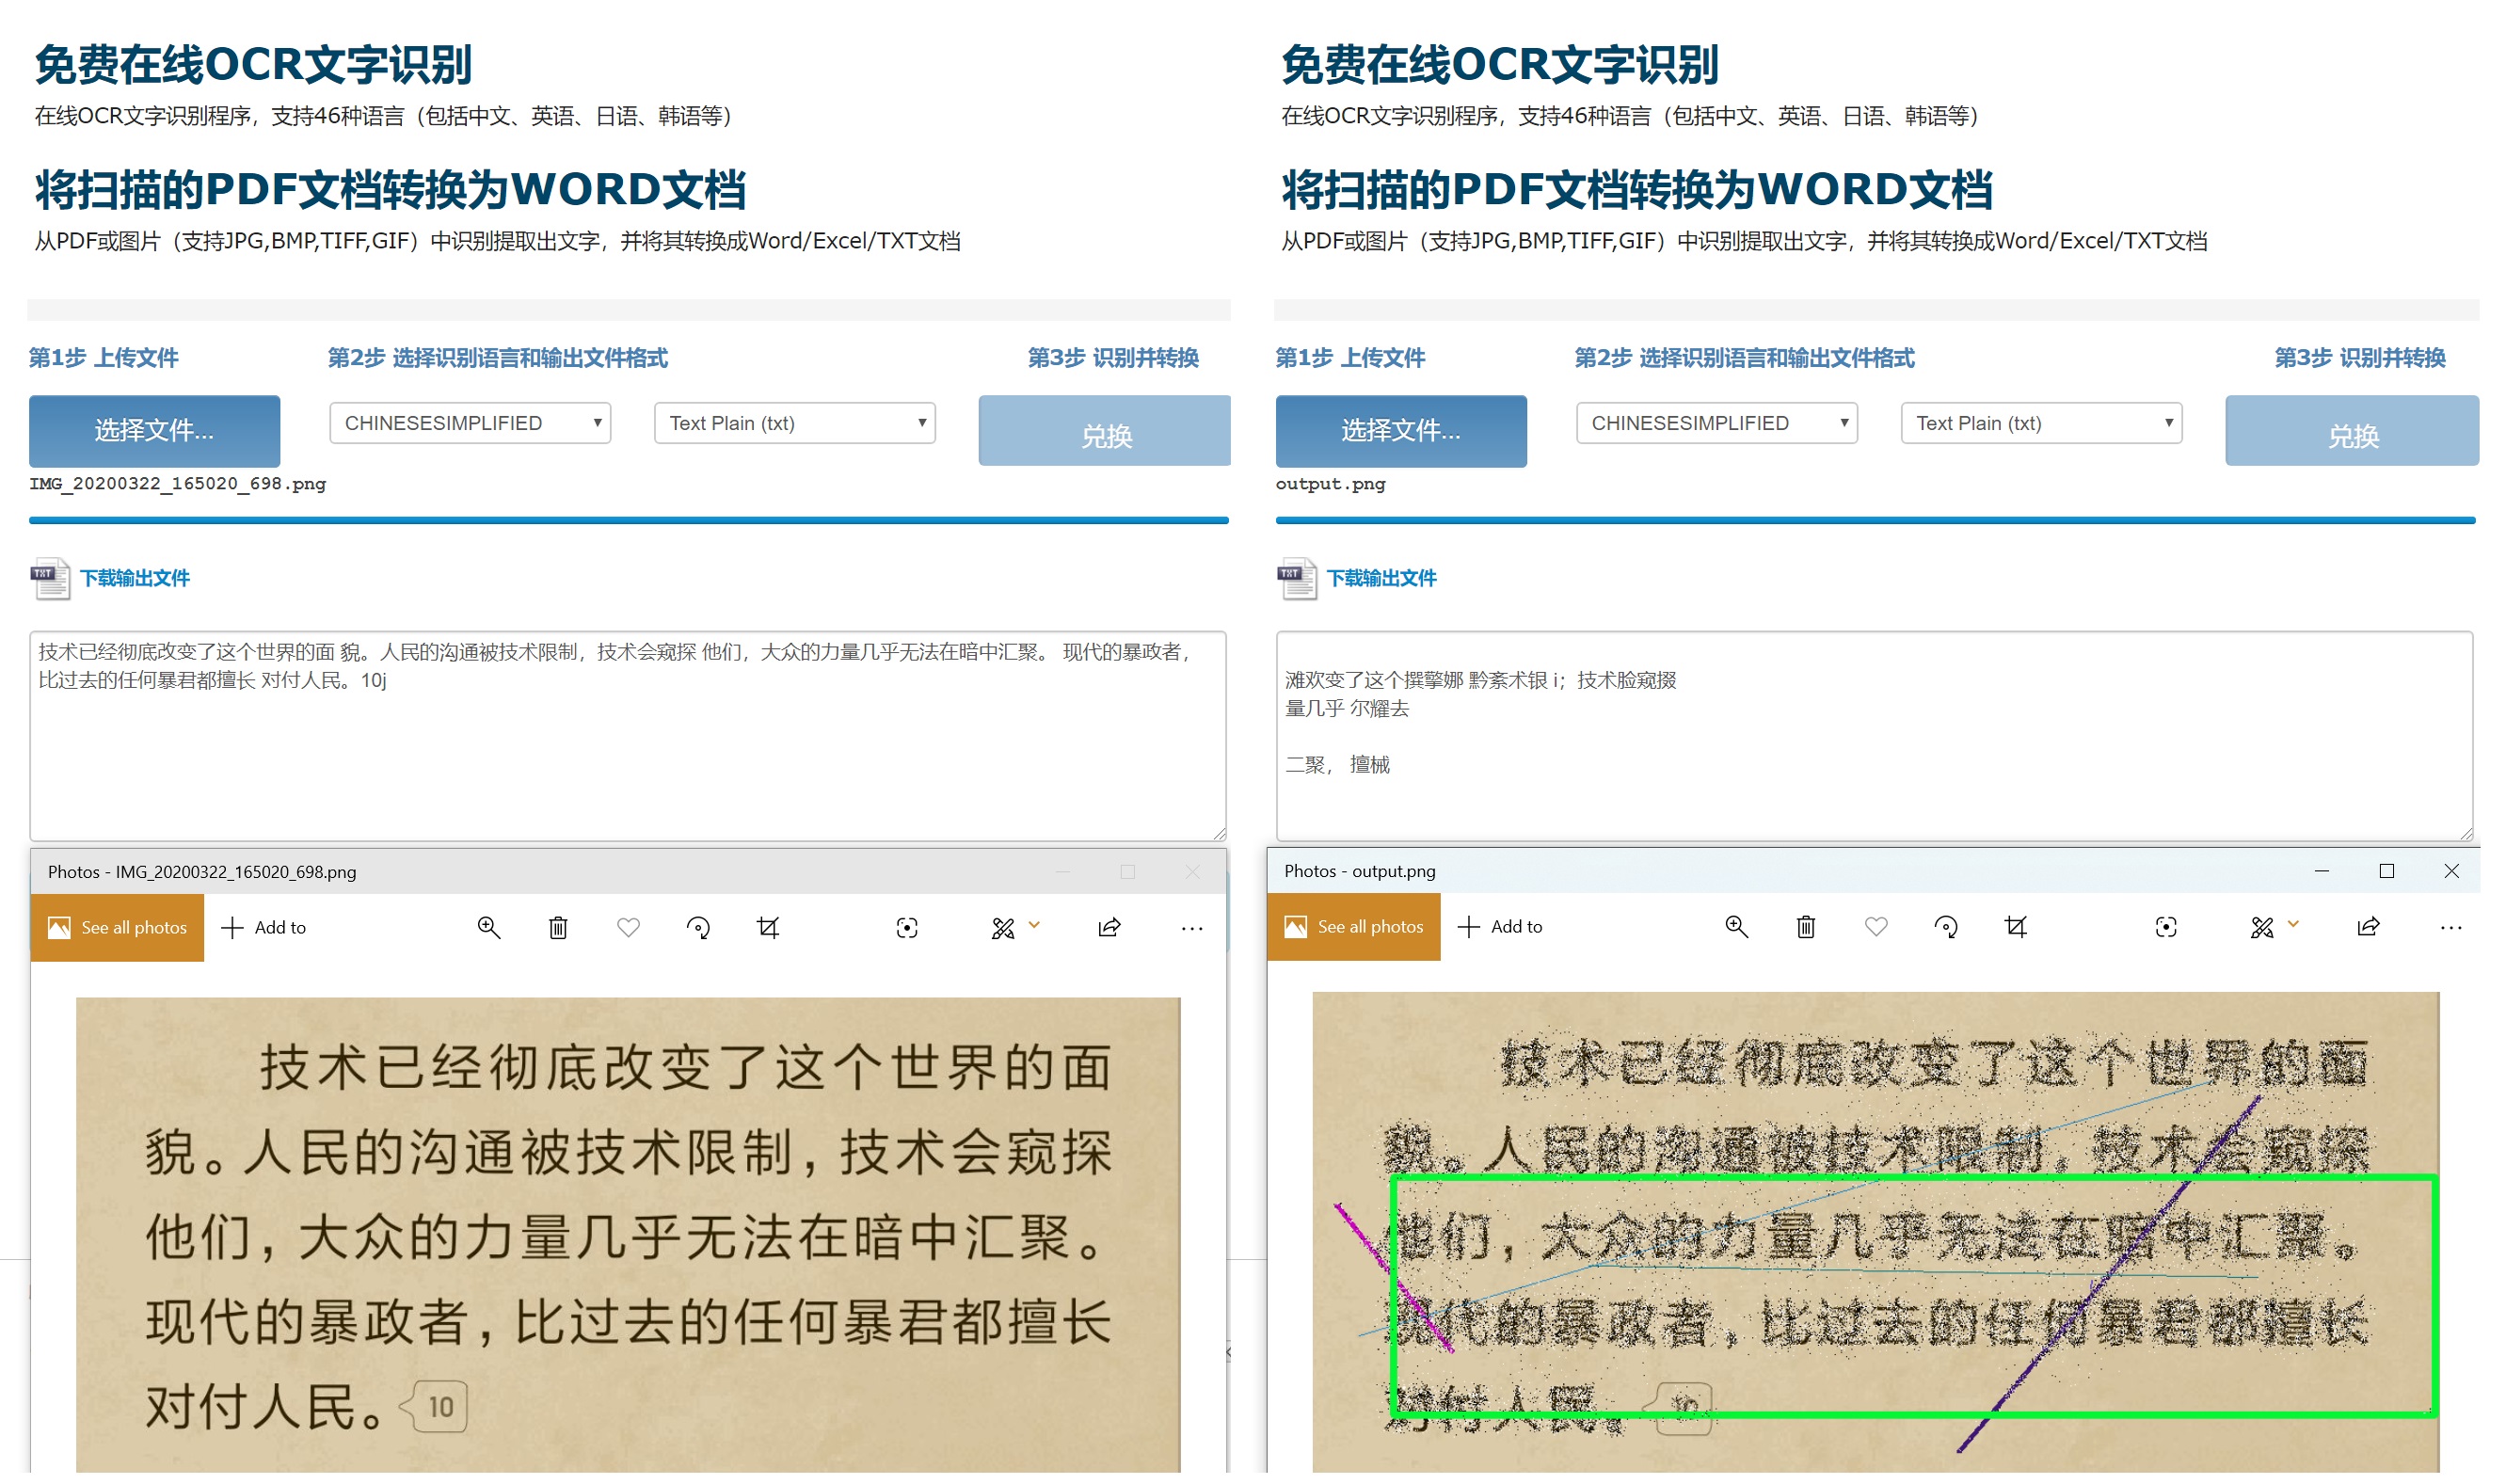 免费在线OCR文字识别
在线OCR文字识别程序，支持46种语言（包括中文、英语、日语、韩语等）
将扫描的PDF文档转换为WORD文档
从PDF或图片（支持JPG,BMP,TIFF,GIF）中识别提取出文字，并将其转换成Word/Excel/TXT文档
第1步 上传文件
第2步 选择识别语言和输出文件格式
第3步 识别并转换
选择文件...
CHINESESIMPLIFIED
Text Plain (txt)
兑换
IMG_20200322_165020_698.png
TXT
下载输出文件
技术已经彻底改变了这个世界的面 貌。人民的沟通被技术限制，技术会窥探 他们，大众的力量几乎无法在暗中汇聚。 现代的暴政者，
比过去的任何暴君都擅长 对付人民。10j
Photos - IMG_20200322_165020_698.png
See all photos
Add to
技术已经彻底改变了这个世界的面
貌。人民的沟通被技术限制，技术会窥探
他们，大众的力量几乎无法在暗中汇聚。
现代的暴政者，比过去的任何暴君都擅长
对付人民。 10
免费在线OCR文字识别
在线OCR文字识别程序，支持46种语言（包括中文、英语、日语、韩语等）
将扫描的PDF文档转换为WORD文档
从PDF或图片（支持JPG,BMP,TIFF,GIF）中识别提取出文字，并将其转换成Word/Excel/TXT文档
第1步 上传文件
第2步 选择识别语言和输出文件格式
第3步 识别并转换
选择文件...
CHINESESIMPLIFIED
Text Plain (txt)
兑换
output.png
TXT
下载输出文件
滩欢变了这个撰擎娜 黔紊术银 i；技术脸窥掇
量几乎 尔耀去
二聚， 擅械
Photos - output.png
See all photos
Add to
技术已经彻底改变了这个世界的面
貌。人民的沟通被技术限制，技术会窥探
他们，大众的力量几乎无法在暗中汇聚。
现代的暴政者，比过去的任何暴君都擅长
对付人民。 10